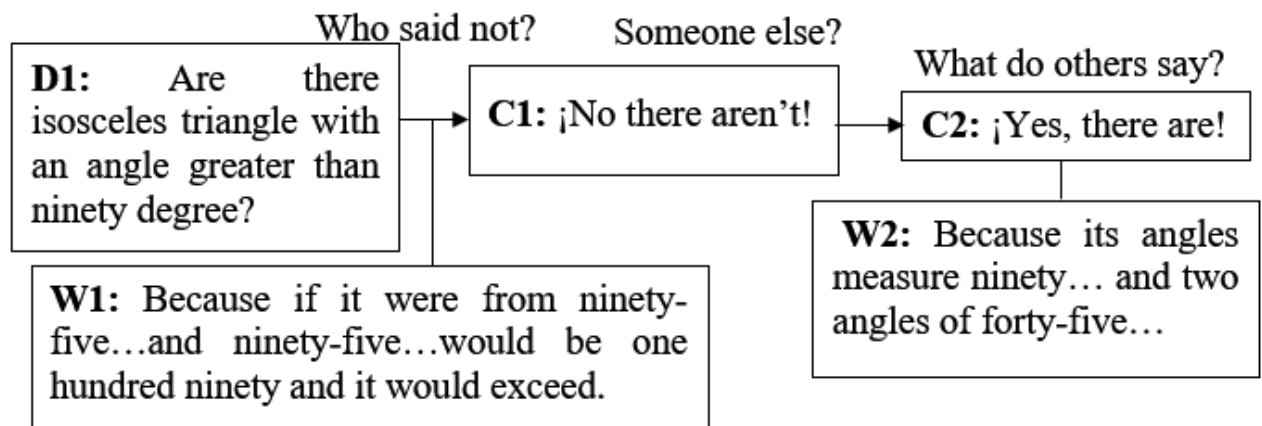 Who said not?
Someone else?
What do others say?
D1: Are there
isosceles triangle with
an angle greater than
ninety degree?
C1: ¡No there aren't!
C2: ¡Yes, there are!
W1: Because if it were from ninety-
five…and ninety-five…would be one
hundred ninety and it would exceed.
W2: Because its angles
measure ninety… and two
angles of forty-five…